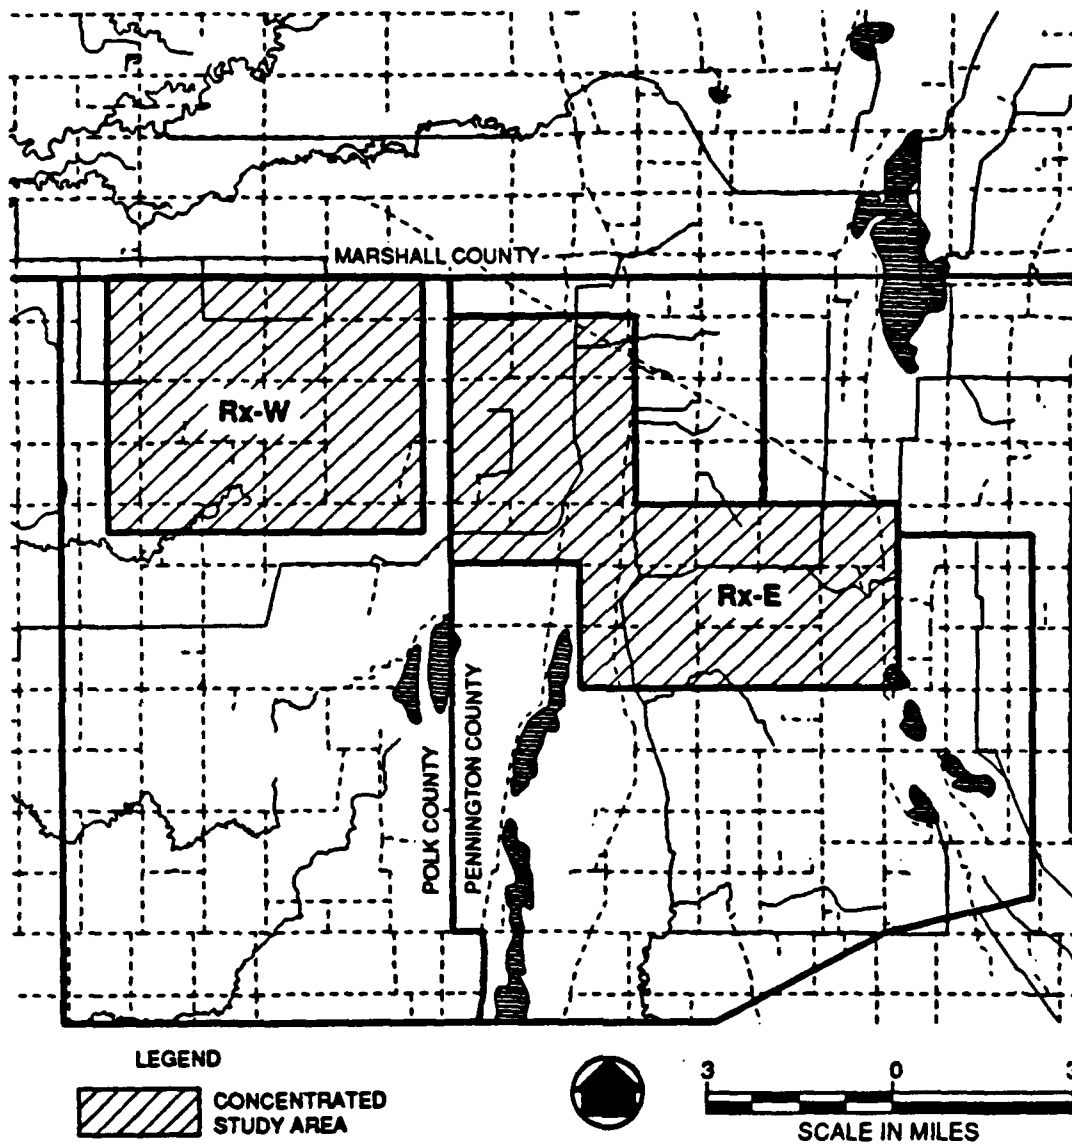 MARSHALL COUNTY
Rx-W
Rx-E
POLK COUNTY
PENNINGTON COUNTY
LEGEND
CONCENTRATED
STUDY AREA
3 0 3
SCALE IN MILES